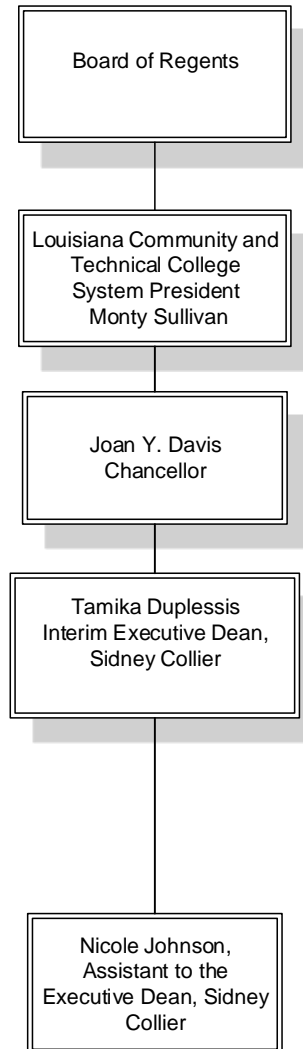 Board of Regents
Louisiana Community and
Technical College
System President
Monty Sullivan
Joan Y. Davis
Chancellor
Tamika Duplessis
Interim Executive Dean,
Sidney Collier
Nicole Johnson,
Assistant to the
Executive Dean, Sidney
Collier